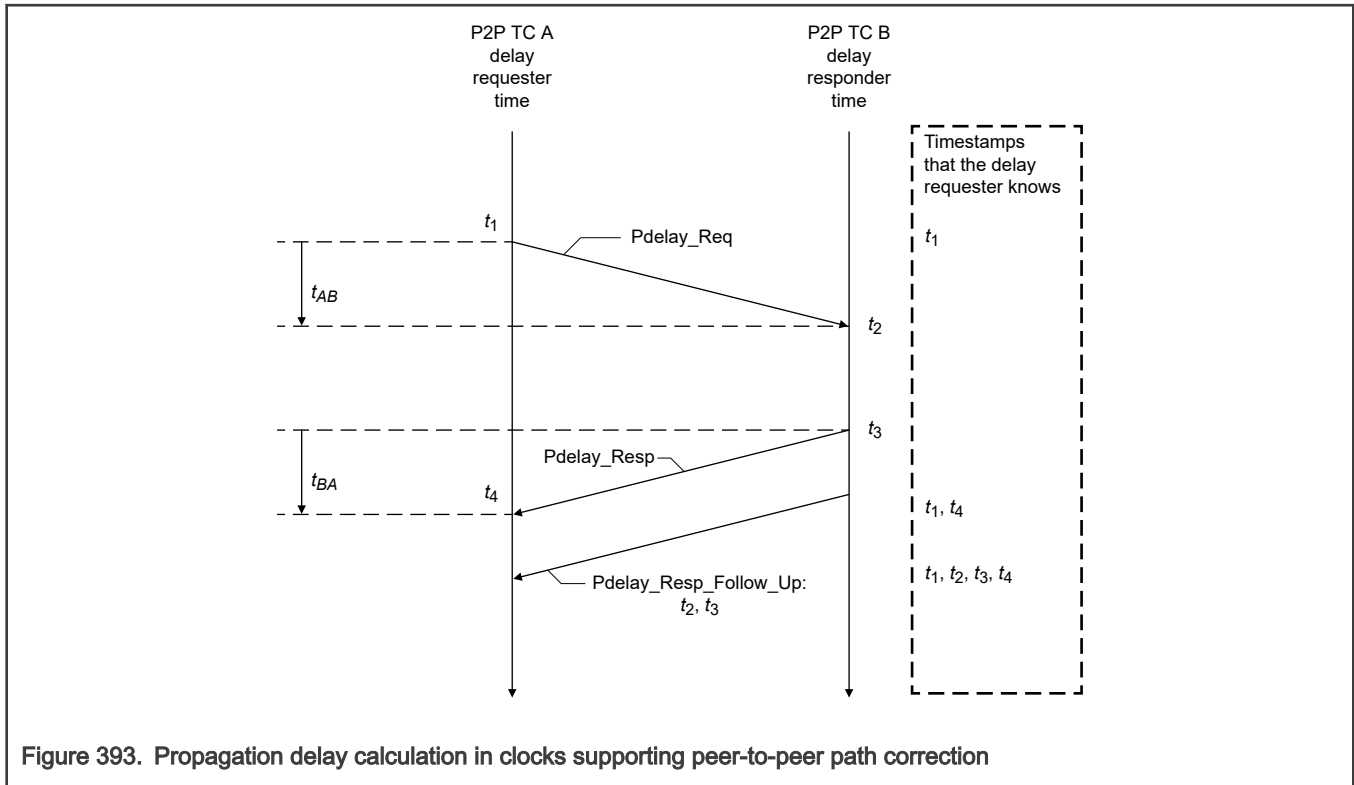 P2P TC A
delay
requester
time
P2P TC B
delay
responder
time
Timestamps
that the delay
requester knows
t1
Pdelay_Req
t1
tAB
t2
t3
Pdelay_Resp
tBA
t4
t1, t4
Pdelay_Resp_Follow_Up:
t2, t3
t1, t2, t3, t4
Figure 393. Propagation delay calculation in clocks supporting peer-to-peer path correction